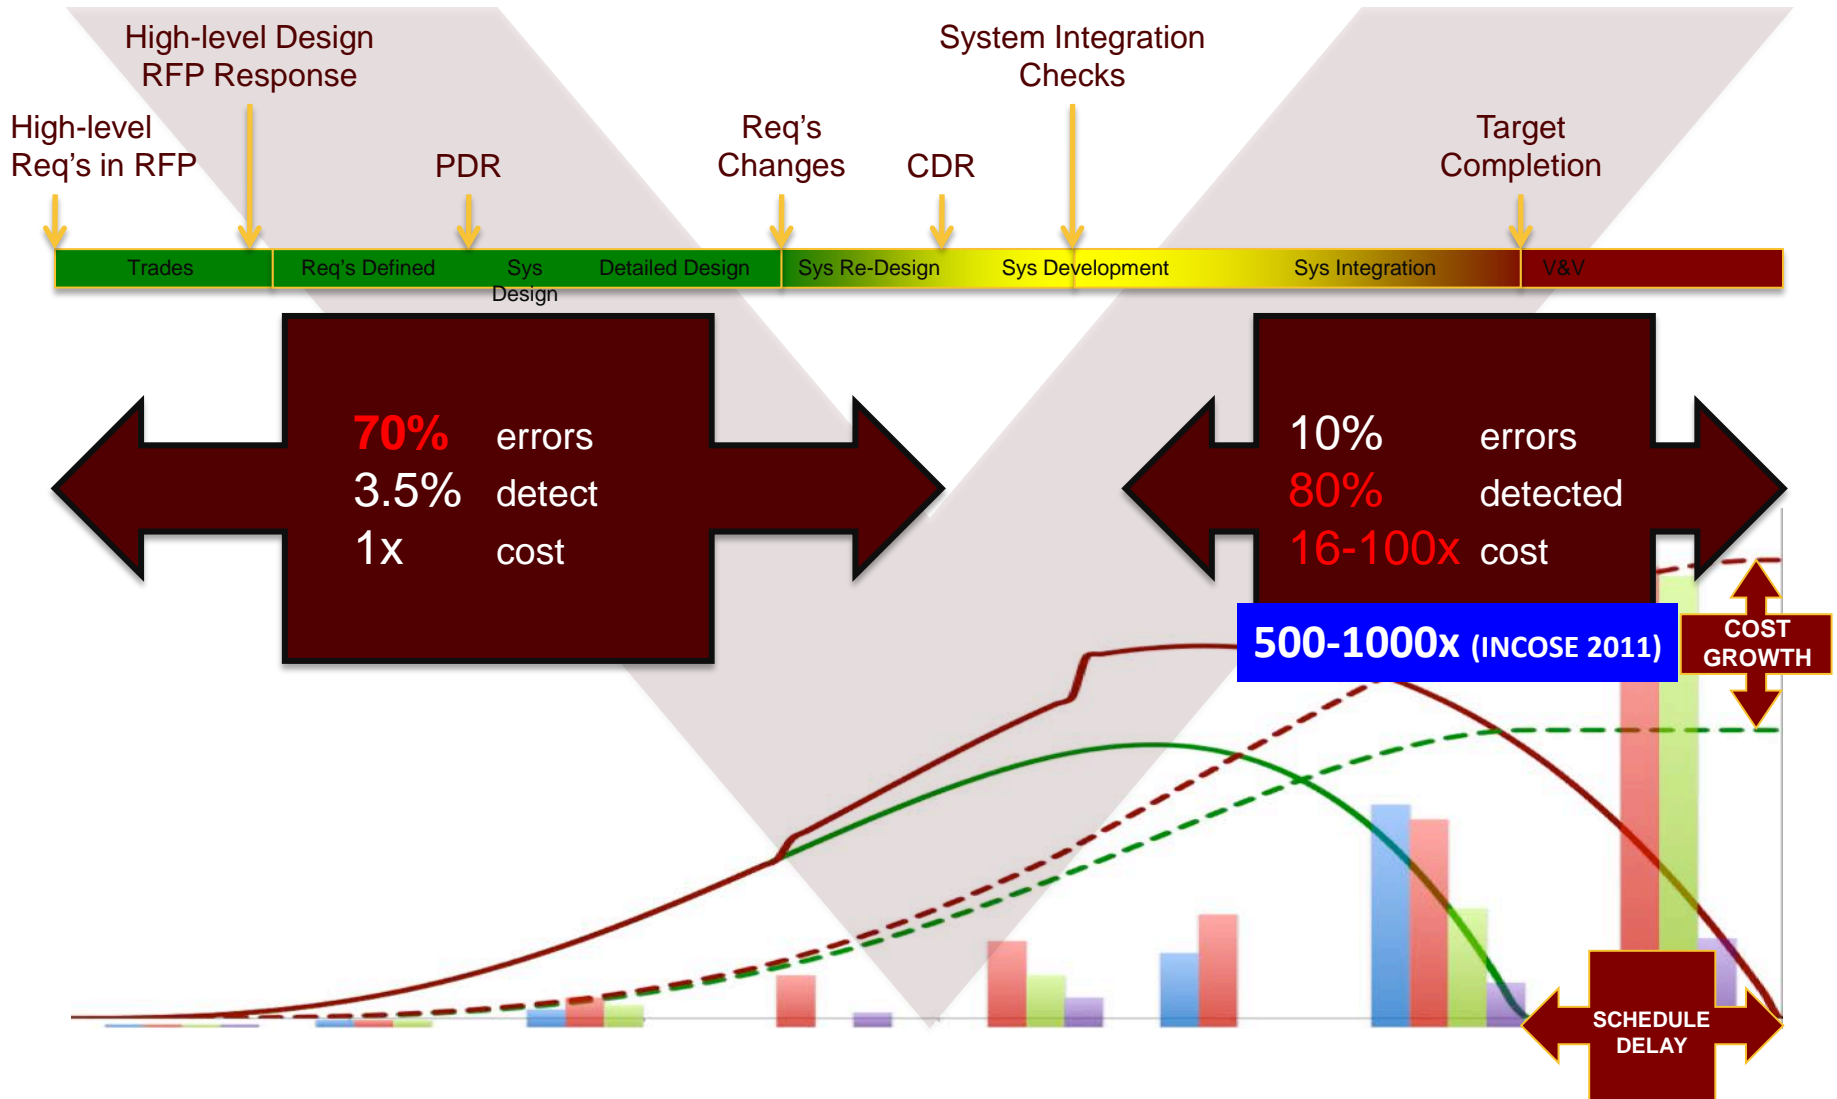 High-level Design
RFP Response
System Integration
Checks
High-level
Req's in RFP
PDR
Req's
Changes
CDR
Target
Completion
Trades
Req's Defined
Sys
Design
Detailed Design
Sys Re-Design
Sys Development
Sys Integration
V&V
70% errors
3.5% detect
1x cost
10% errors
80% detected
16-100x cost
500-1000x (INCOSE 2011)
COST
GROWTH
SCHEDULE
DELAY